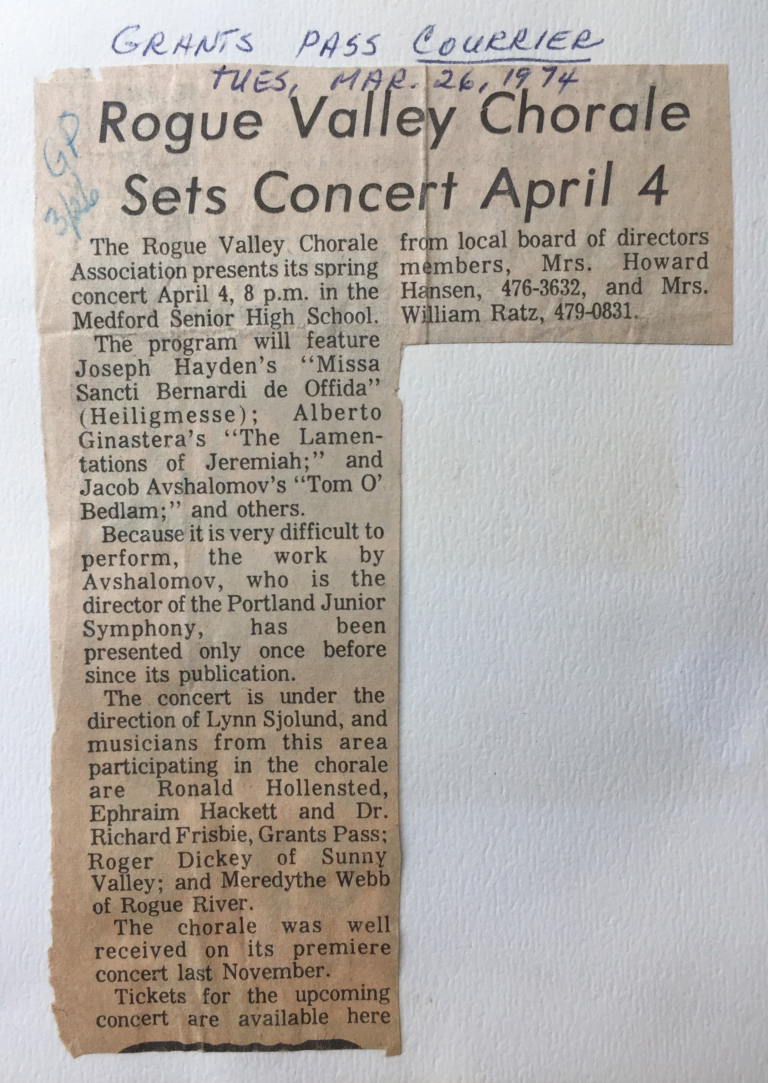 GRANTS PASS COURRIER
TUES, MAR. 26, 1974
GP
3/26
Rogue Valley Chorale
Sets Concert April 4
The Rogue Valley Chorale
Association presents its spring
concert April 4, 8 p.m. in the
Medford Senior High School.
The program will feature
Joseph Hayden's "Missa
Sancti Bernardi de Offida"
(Heiligmesse); Alberto
Ginastera's "The Lamen-
tations of Jeremiah;" and
Jacob Avshalomov's "Tom O'
Bedlam;" and others.
Because it is very difficult to
perform, the work by
Avshalomov, who is the
director of the Portland Junior
Symphony, has been
presented only once before
since its publication.
The concert is under the
direction of Lynn Sjolund, and
musicians from this area
participating in the chorale
are Ronald Hollensted,
Ephraim Hackett and Dr.
Richard Frisbie, Grants Pass;
Roger Dickey of Sunny
Valley; and Meredythe Webb
of Rogue River.
The chorale was well
received on its premiere
concert last November.
Tickets for the upcoming
concert are available here
from local board of directors
members, Mrs. Howard
Hansen, 476-3632, and Mrs.
William Ratz, 479-0831.